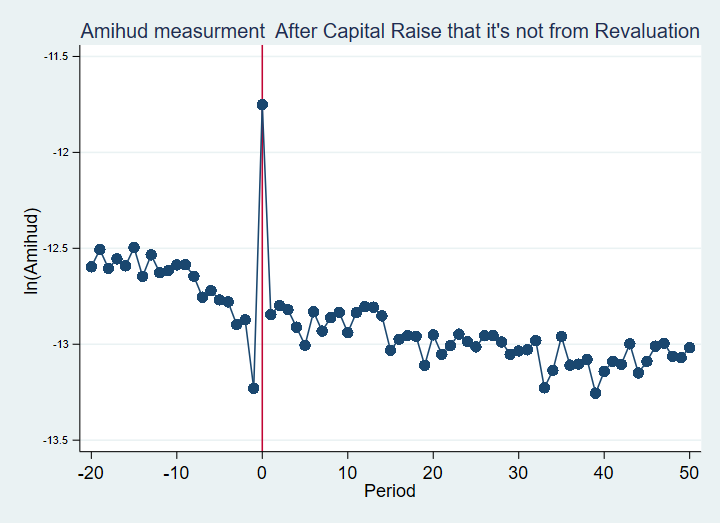 Amihud measurment  After Capital Raise that it's not from Revaluation
-11.5
-12
-12.5
-13
-13.5
ln(Amihud)
-20 -10 0 10 20 30 40 50
Period